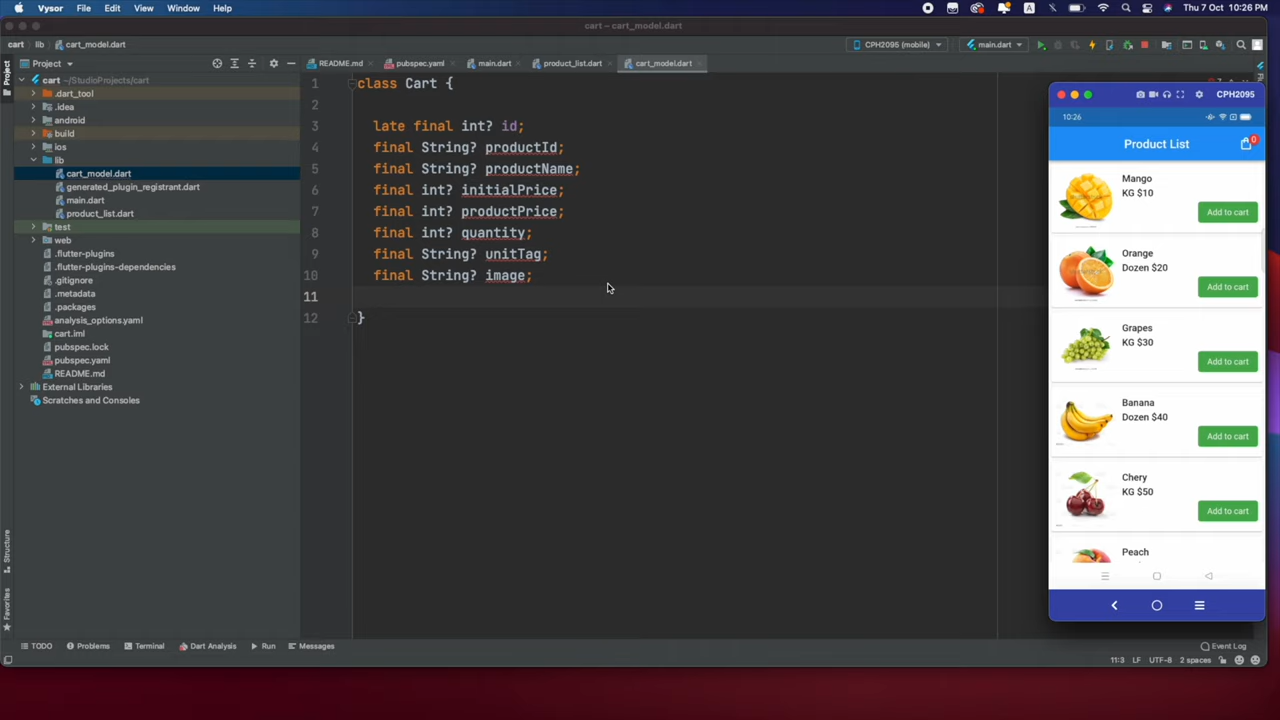 Vysor File Edit View Window Help A Thu 7 Oct 10:26 PM
cart – cart_model.dart
cart lib cart_model.dart CPH2095 (mobile) main.dart
Project README.md pubspec.yaml main.dart product_list.dart cart_model.dart
Project
cart ~/StudioProjects/cart
.dart_tool
.idea
android
build
ios
lib
cart_model.dart
generated_plugin_registrant.dart
main.dart
product_list.dart
test
web
.flutter-plugins
.flutter-plugins-dependencies
.gitignore
.metadata
.packages
analysis_options.yaml
cart.iml
pubspec.lock
pubspec.yaml
README.md
External Libraries
Scratches and Consoles
Structure
Favorites
1 class Cart {
2
3 late final int? id;
4 final String? productId;
5 final String? productName;
6 final int? initialPrice;
7 final int? productPrice;
8 final int? quantity;
9 final String? unitTag;
10 final String? image;
11
12 }
CPH2095
10:26
Product List 0
Mango
KG $10
Add to cart
Orange
Dozen $20
Add to cart
Grapes
KG $30
Add to cart
Banana
Dozen $40
Add to cart
Chery
KG $50
Add to cart
Peach
TODO Problems Terminal Dart Analysis Run Messages Event Log
11:3 LF UTF-8 2 spaces